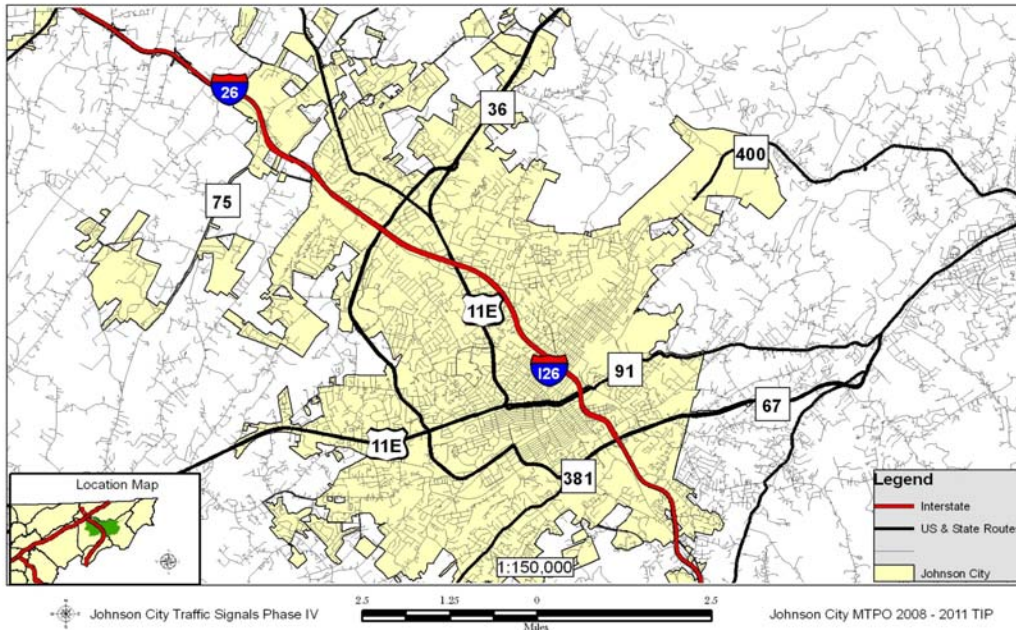 26
36
400
75
11E
I26
91
67
11E
381
Location Map
1:150,000
Legend
Interstate
US & State Route
Johnson City
Johnson City Traffic Signals Phase IV
2.5 1.25 0 2.5
Miles
Johnson City MTPO 2008 - 2011 TIP